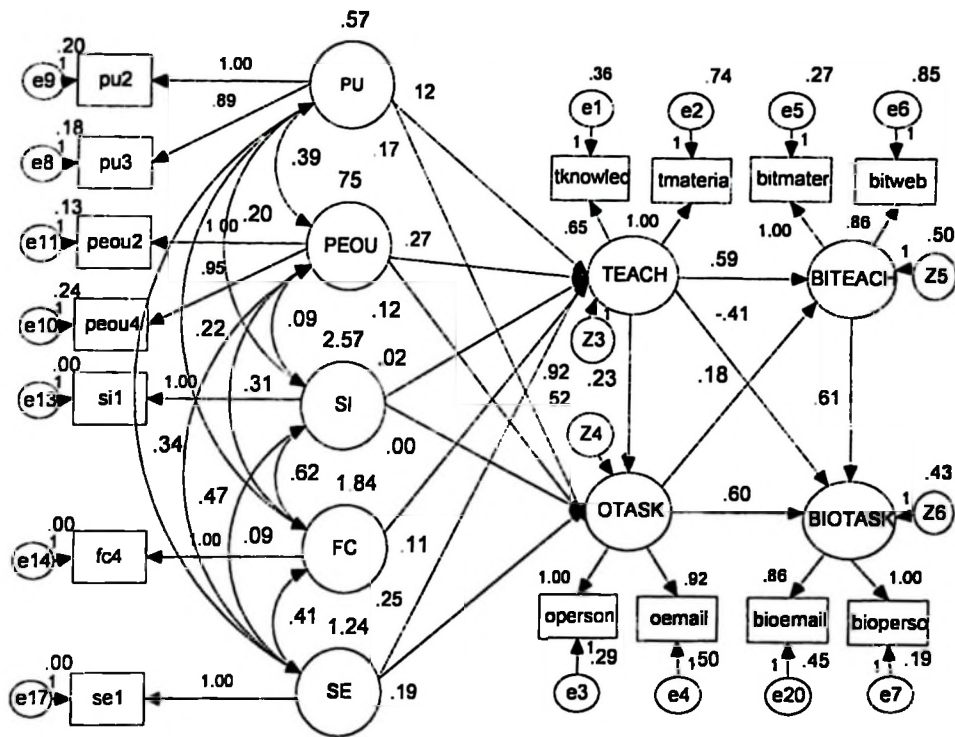 .57
.20
e9
1
pu2
1.00
PU
12
.36
.74
.27
.85
e1
e2
e5
e6
.89
.18
e8
1
pu3
.17
1
1
1
1
.39
tknowled
tmateria
bitmater
bitweb
.13
75
e11
1
peou2
.20
1 00
PEOU
.27
.65
1.00
1.00
.86
.50
.95
TEACH
.59
BITEACH
1
Z5
.24
e10
1
peou4
.22
.09
.12
-.41
2.57
Z3
1
.00
.02
.92
.23
.18
e13
1
si1
1.00
.31
SI
52
.61
Z4
.34
.00
.43
.47
.62
1.84
.60
OTASK
BIOTASK
1
Z6
.00
1.00
.09
FC
.11
e14
1
fc4
1.00
.92
.86
1.00
.25
.41
1.24
operson
oemail
bioemail
bioperso
.00
1
.29
1
.50
1
.45
1
.19
e17
1
se1
1.00
SE
.19
e3
e4
e20
e7